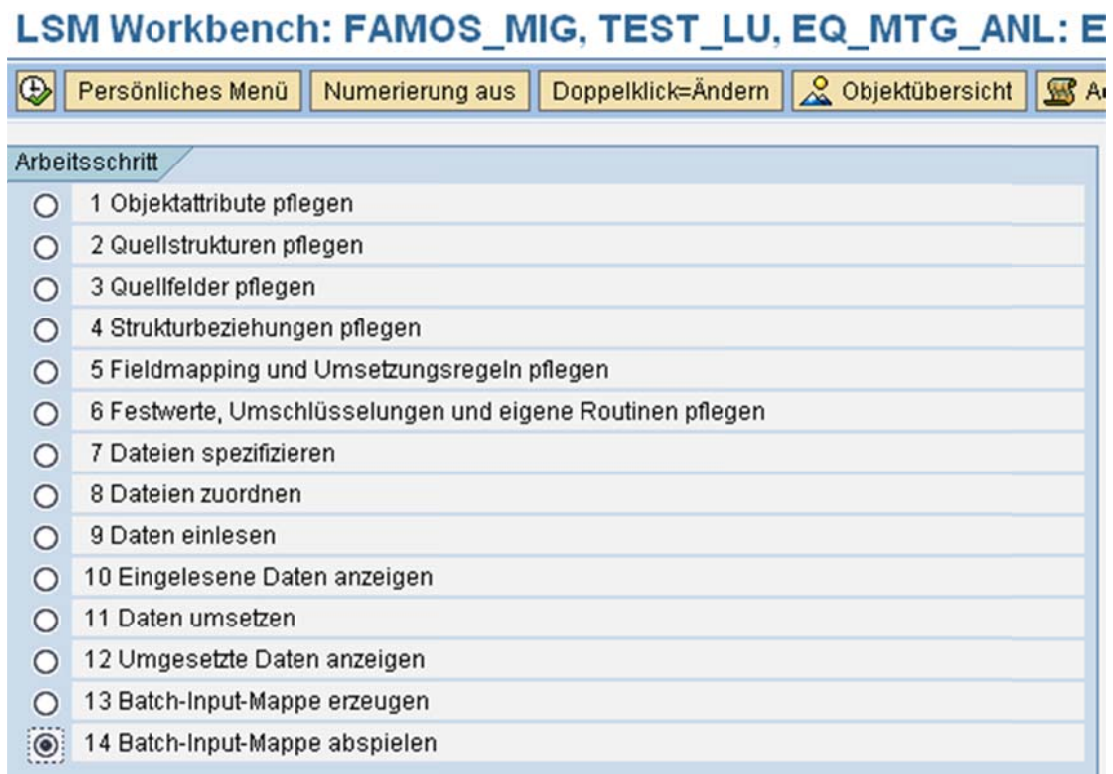 LSM Workbench: FAMOS_MIG, TEST_LU, EQ_MTG_ANL:
Persönliches Menü Numerierung aus Doppelklick=Ändern Objektübersicht
Arbeitsschritt
1 Objektattribute pflegen
2 Quellstrukturen pflegen
3 Quellfelder pflegen
4 Strukturbeziehungen pflegen
5 Fieldmapping und Umsetzungsregeln pflegen
6 Festwerte, Umschlüsselungen und eigene Routinen pflegen
7 Dateien spezifizieren
8 Dateien zuordnen
9 Daten einlesen
10 Eingelesene Daten anzeigen
11 Daten umsetzen
12 Umgesetzte Daten anzeigen
13 Batch-Input-Mappe erzeugen
14 Batch-Input-Mappe abspielen